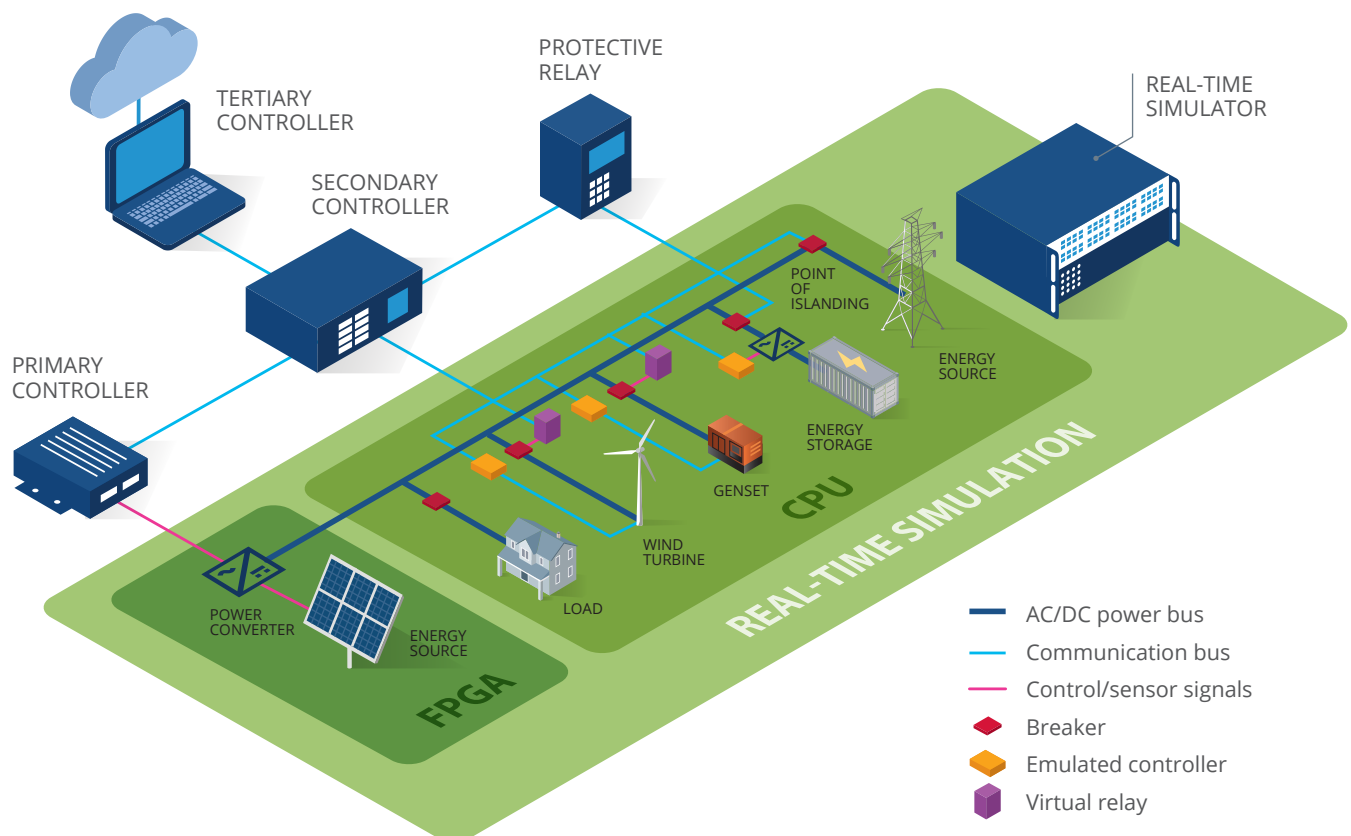 PROTECTIVE
RELAY
REAL-TIME
SIMULATOR
TERTIARY
CONTROLLER
SECONDARY
CONTROLLER
POINT
OF
ISLANDING
PRIMARY
CONTROLLER
ENERGY
SOURCE
ENERGY
STORAGE
GENSET
CPU
WIND
TURBINE
LOAD
REAL-TIME SIMULATION
POWER
CONVERTER
ENERGY
SOURCE
FPGA
AC/DC power bus
Communication bus
Control/sensor signals
Breaker
Emulated controller
Virtual relay